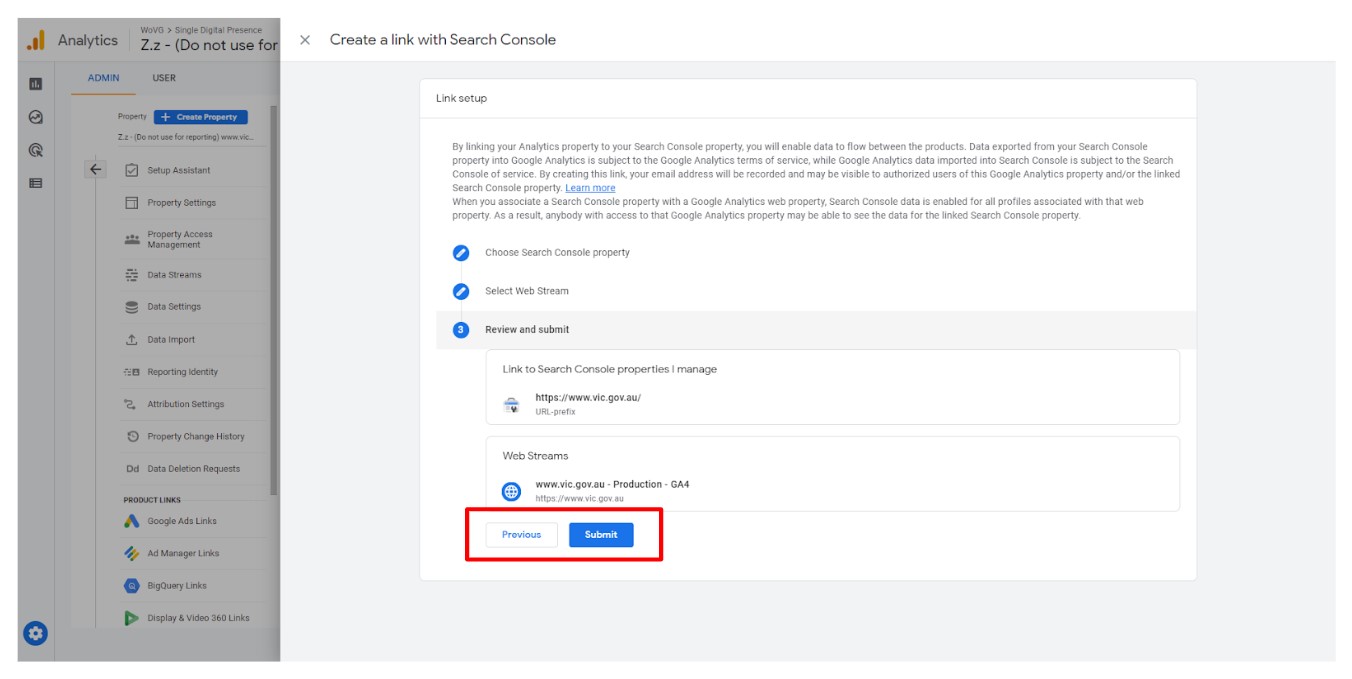 Analytics
WoVG > Single Digital Presence
Z.z - (Do not use for
Create a link with Search Console
ADMIN
USER
Property
+ Create Property
Z.z - (Do not use for reporting) www.vic...
Setup Assistant
Property Settings
Property Access
Management
Data Streams
Data Settings
Data Import
Reporting Identity
Attribution Settings
Property Change History
Dd Data Deletion Requests
PRODUCT LINKS
Google Ads Links
Ad Manager Links
BigQuery Links
Display & Video 360 Links
Link setup
By linking your Analytics property to your Search Console property, you will enable data to flow between the products. Data exported from your Search Console
property into Google Analytics is subject to the Google Analytics terms of service, while Google Analytics data imported into Search Console is subject to the Search
Console of service. By creating this link, your email address will be recorded and may be visible to authorized users of this Google Analytics property and/or the linked
Search Console property. Learn more
When you associate a Search Console property with a Google Analytics web property, Search Console data is enabled for all profiles associated with that web
property. As a result, anybody with access to that Google Analytics property may be able to see the data for the linked Search Console property.
Choose Search Console property
Select Web Stream
3 Review and submit
Link to Search Console properties I manage
https://www.vic.gov.au/
URL-prefix
Web Streams
www.vic.gov.au - Production - GA4
https://www.vic.gov.au
Previous
Submit